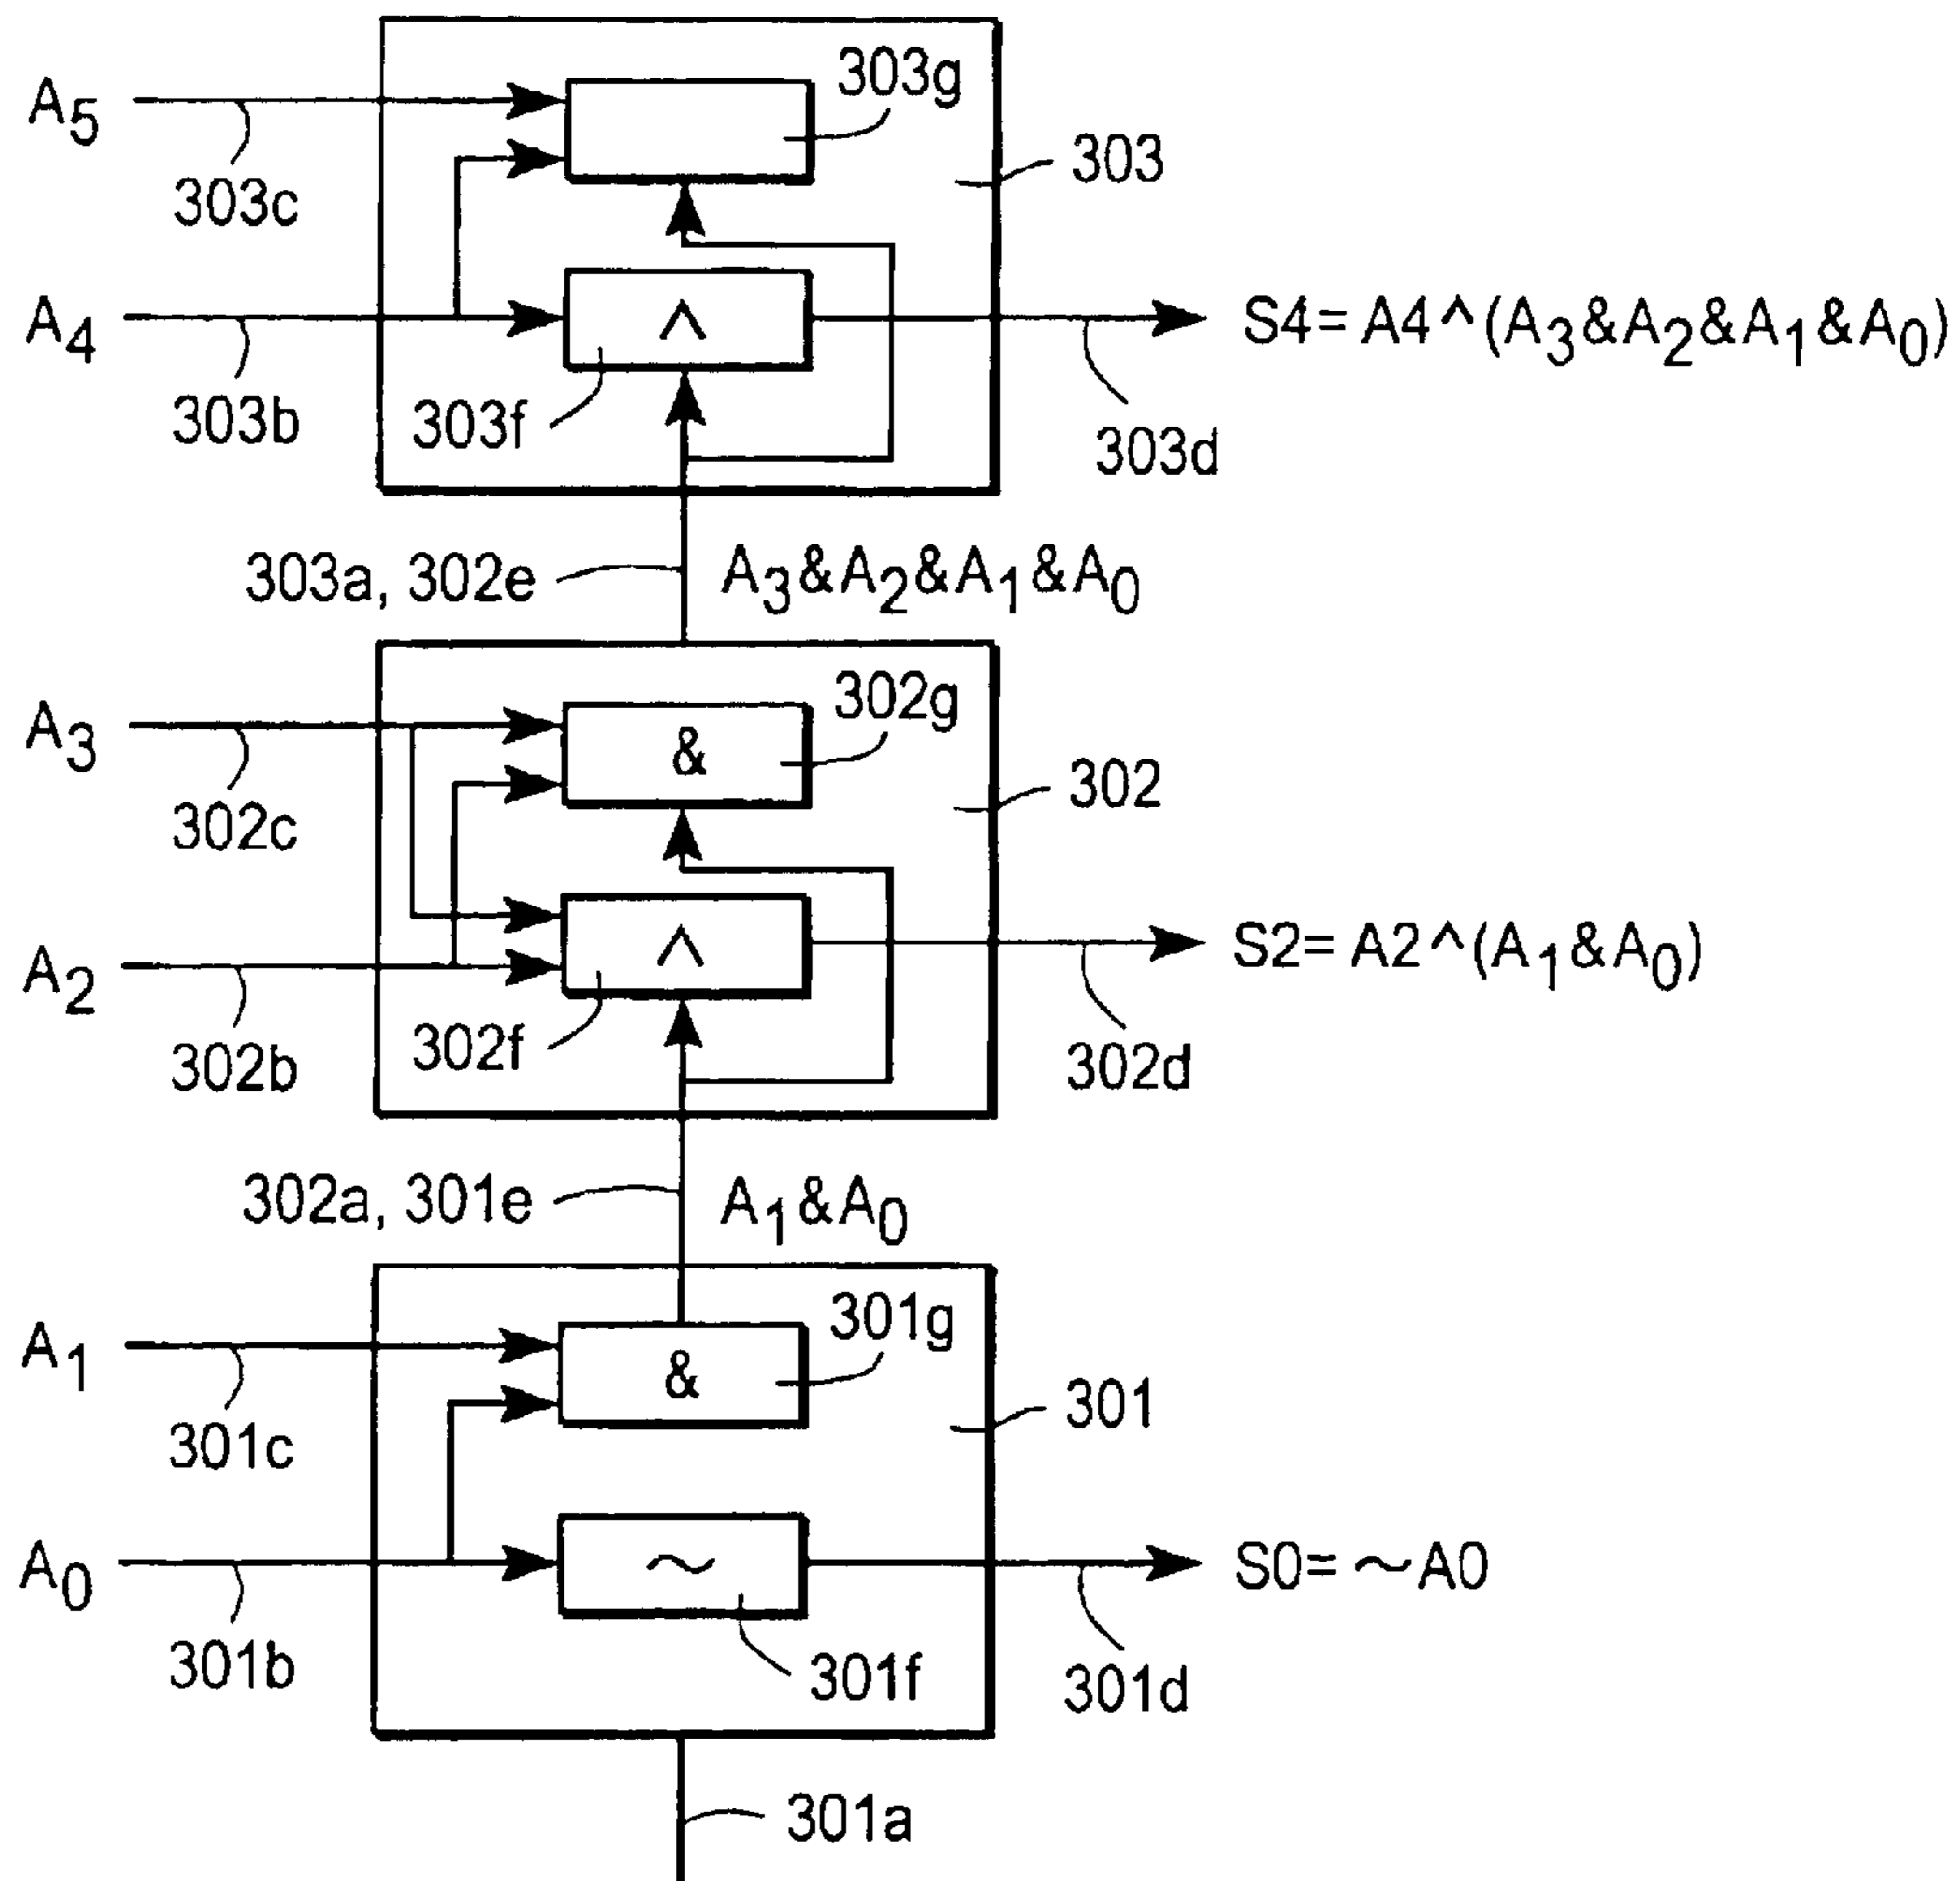 303g
A5
303
303c
∧
A4
S4= A4∧(A3&A2&A1&A0)
303b
303f
303d
303a, 302e
A3&A2&A1&A0
302g
A3
&
302
302c
∧
S2= A2∧(A1&A0)
A2
302f
302b
302d
302a, 301e
A1&A0
301g
A1
&
301
301c
A0
~
S0= ~A0
301b
301f
301d
301a